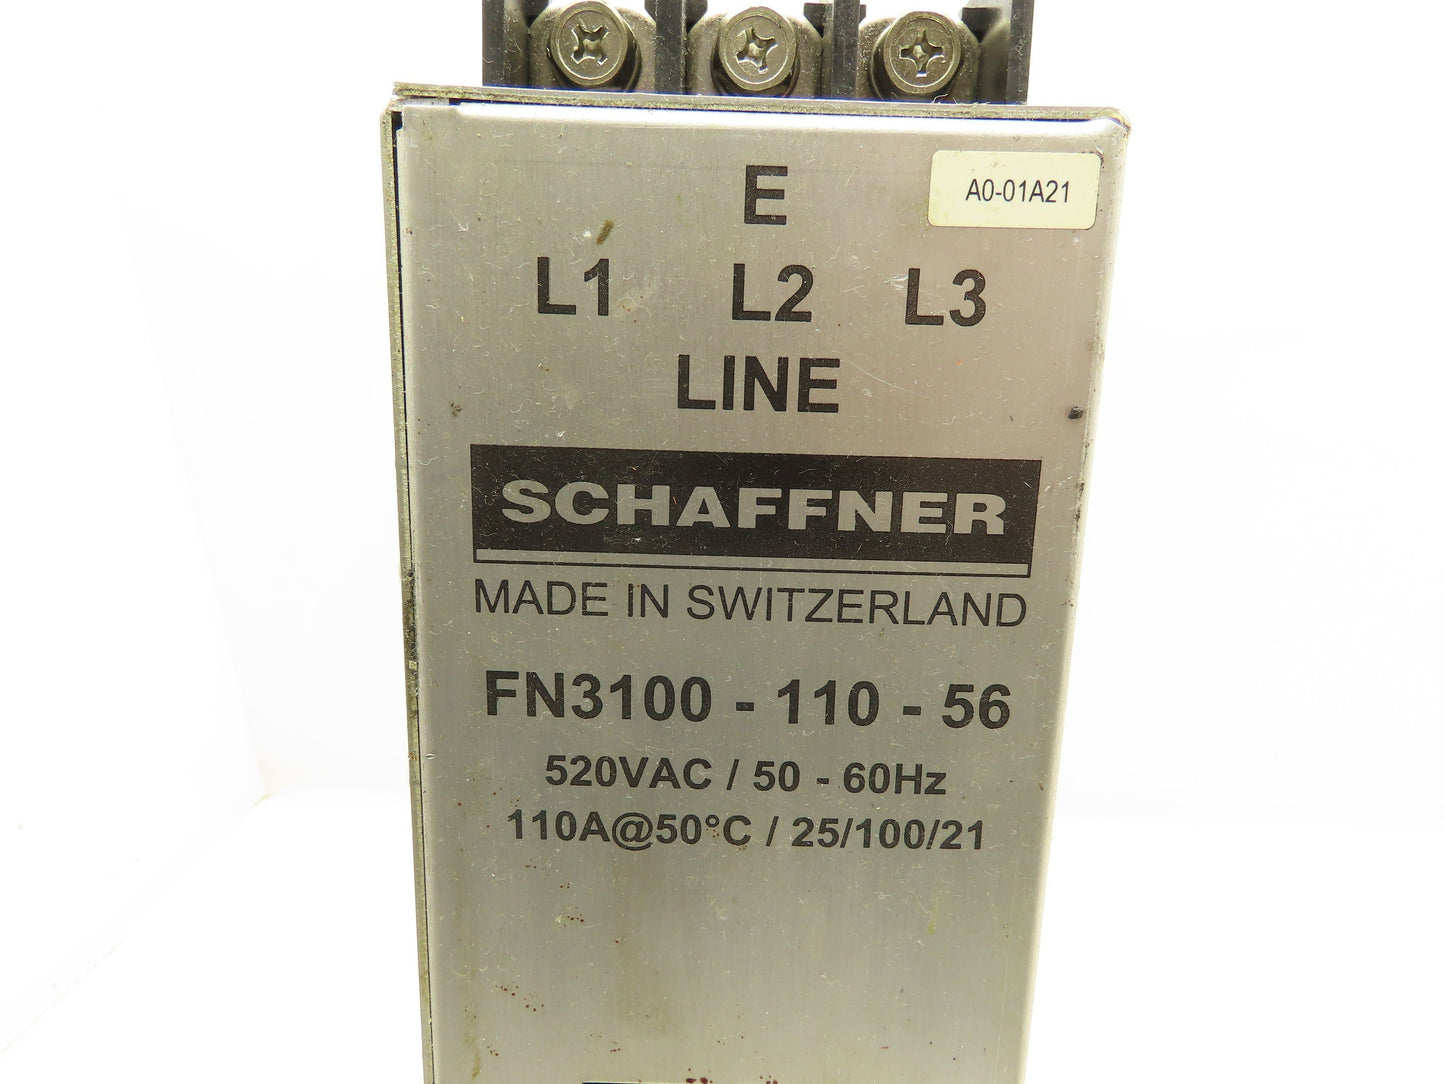 E
A0-01A21
L1 L2 L3
LINE
SCHAFFNER
MADE IN SWITZERLAND
FN3100 - 110 - 56
520VAC / 50 - 60Hz
110A@50°C / 25/100/21